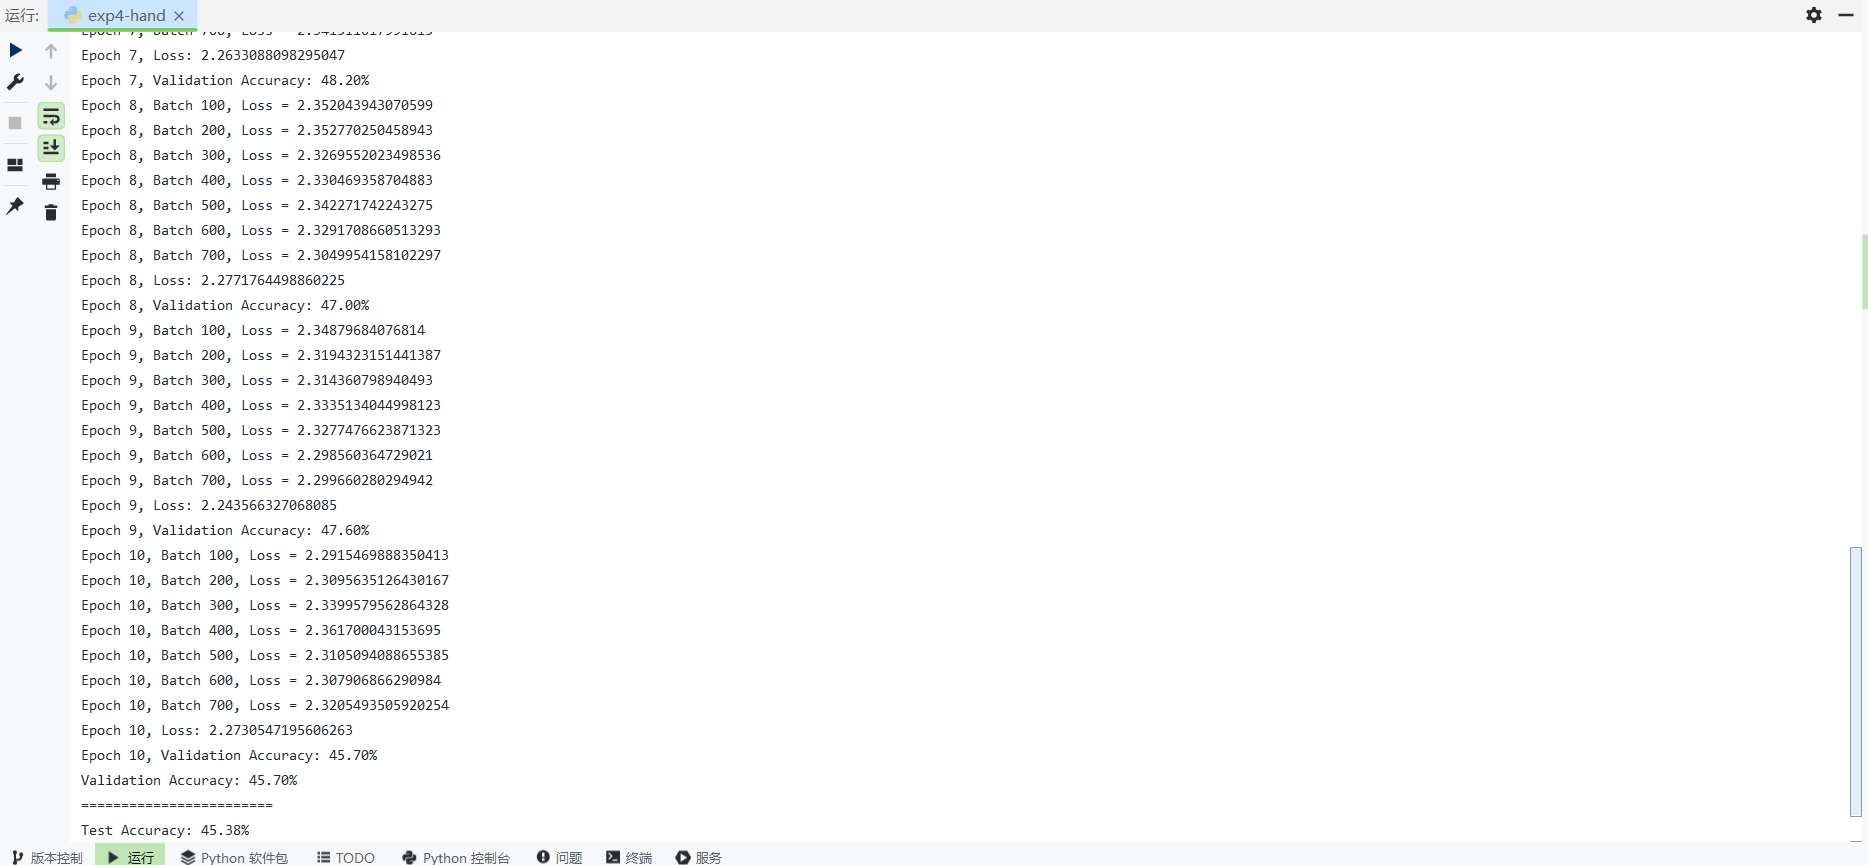 运行: exp4-hand
Epoch 7, Loss: 2.2633088098295047
Epoch 7, Validation Accuracy: 48.20%
Epoch 8, Batch 100, Loss = 2.352043943070599
Epoch 8, Batch 200, Loss = 2.352770250458943
Epoch 8, Batch 300, Loss = 2.3269552023498536
Epoch 8, Batch 400, Loss = 2.330469358704883
Epoch 8, Batch 500, Loss = 2.342271742243275
Epoch 8, Batch 600, Loss = 2.3291708660513293
Epoch 8, Batch 700, Loss = 2.3049954158102297
Epoch 8, Loss: 2.2771764498860225
Epoch 8, Validation Accuracy: 47.00%
Epoch 9, Batch 100, Loss = 2.34879684076814
Epoch 9, Batch 200, Loss = 2.3194323151441387
Epoch 9, Batch 300, Loss = 2.314360798940493
Epoch 9, Batch 400, Loss = 2.3335134044998123
Epoch 9, Batch 500, Loss = 2.3277476623871323
Epoch 9, Batch 600, Loss = 2.298560364729021
Epoch 9, Batch 700, Loss = 2.299660280294942
Epoch 9, Loss: 2.243566327068085
Epoch 9, Validation Accuracy: 47.60%
Epoch 10, Batch 100, Loss = 2.2915469888350413
Epoch 10, Batch 200, Loss = 2.3095635126430167
Epoch 10, Batch 300, Loss = 2.3399579562864328
Epoch 10, Batch 400, Loss = 2.361700043153695
Epoch 10, Batch 500, Loss = 2.3105094088655385
Epoch 10, Batch 600, Loss = 2.307906866290984
Epoch 10, Batch 700, Loss = 2.3205493505920254
Epoch 10, Loss: 2.2730547195606263
Epoch 10, Validation Accuracy: 45.70%
Validation Accuracy: 45.70%
========================
Test Accuracy: 45.38%
版本控制 运行 Python 软件包 TODO Python 控制台 问题 终端 服务